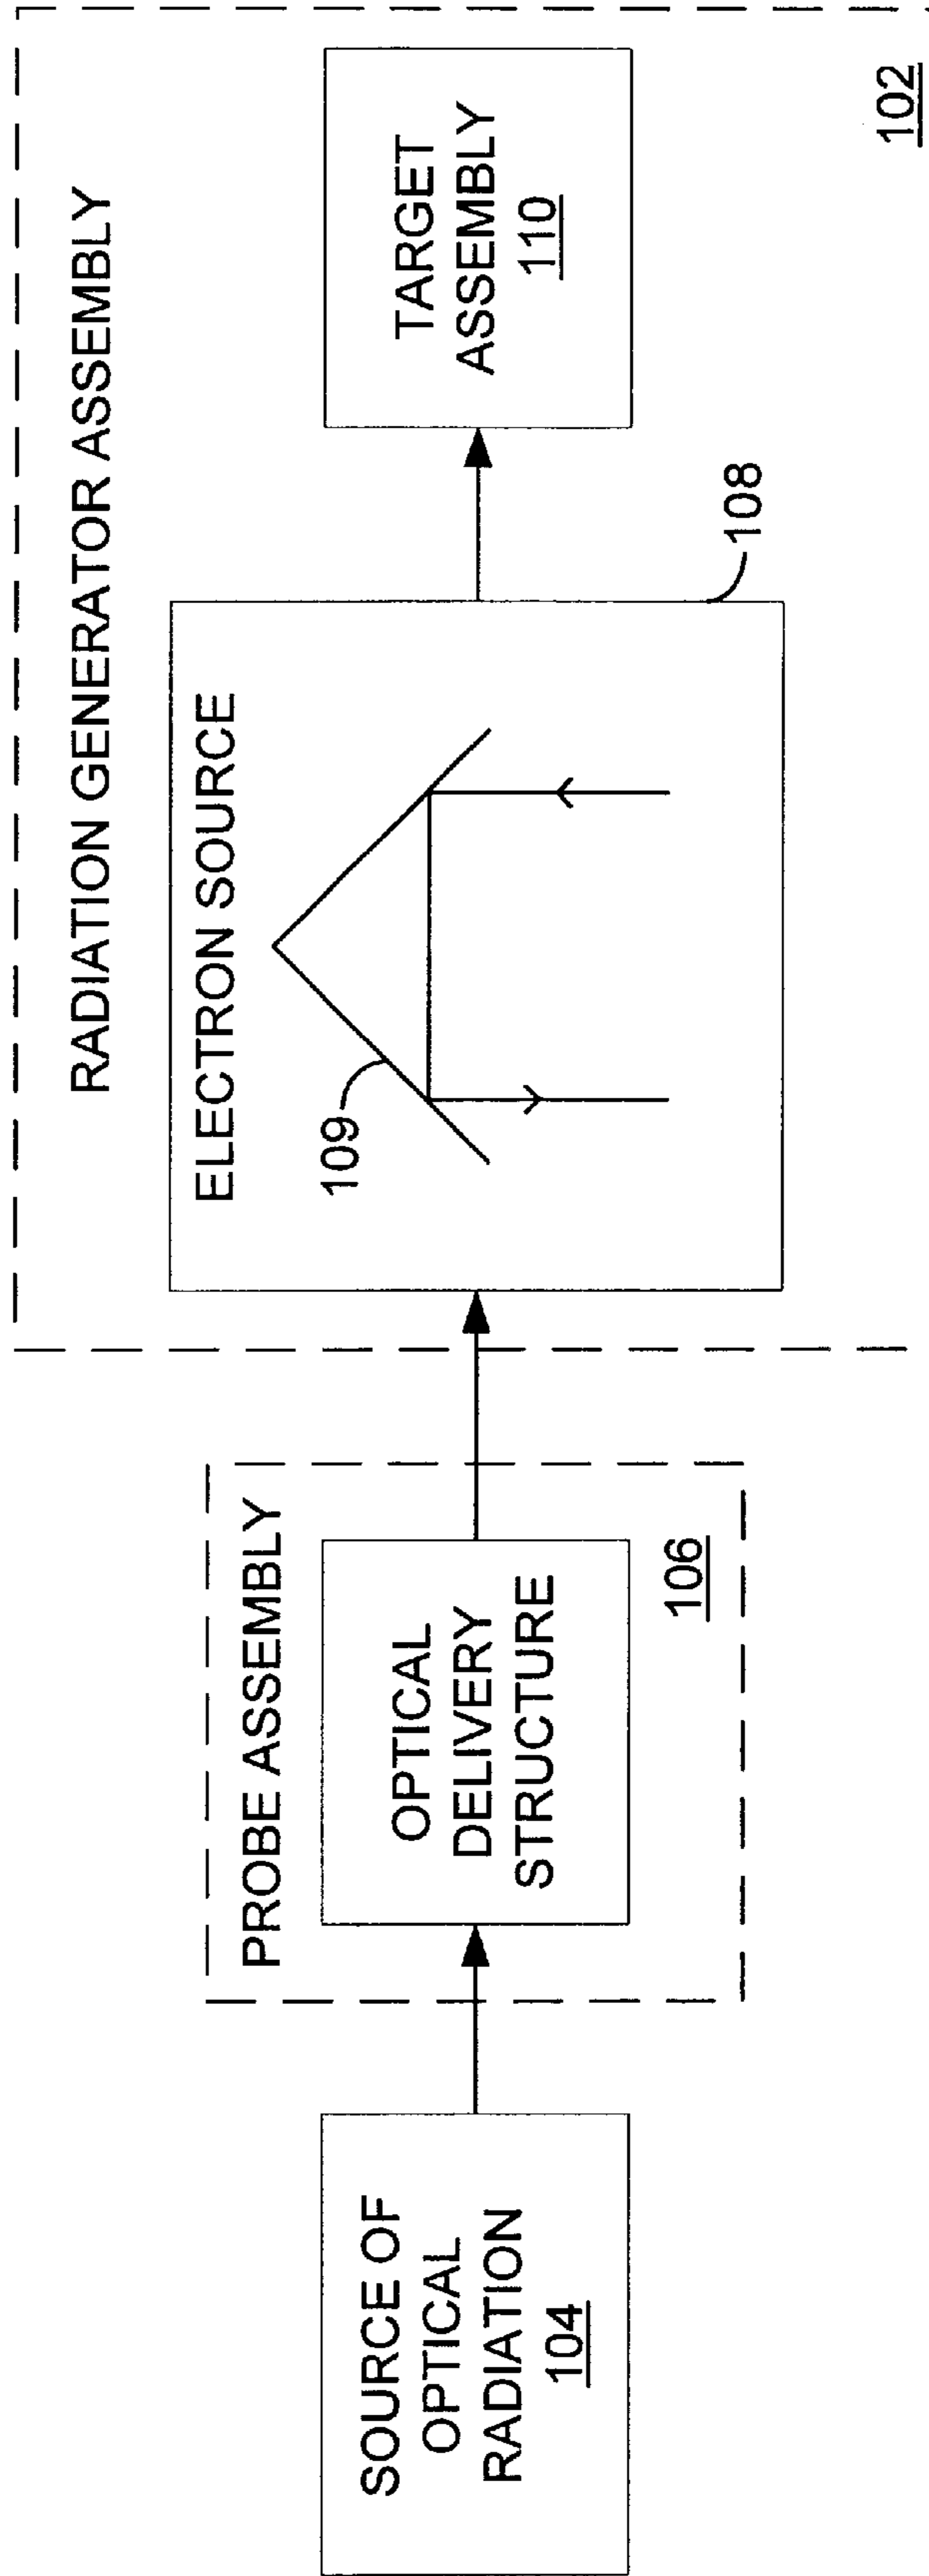 SOURCE OF
OPTICAL
RADIATION
104
PROBE ASSEMBLY
OPTICAL
DELIVERY
STRUCTURE
106
RADIATION GENERATOR ASSEMBLY
ELECTRON SOURCE
109
108
TARGET
ASSEMBLY
110
102